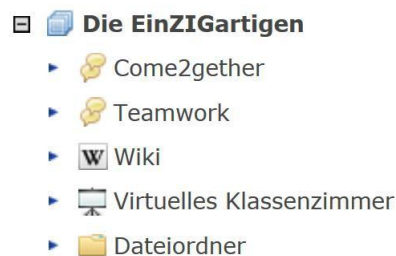 Die EinZIGartigen
Come2gether
Teamwork
W Wiki
Virtuelles Klassenzimmer
Dateiordner